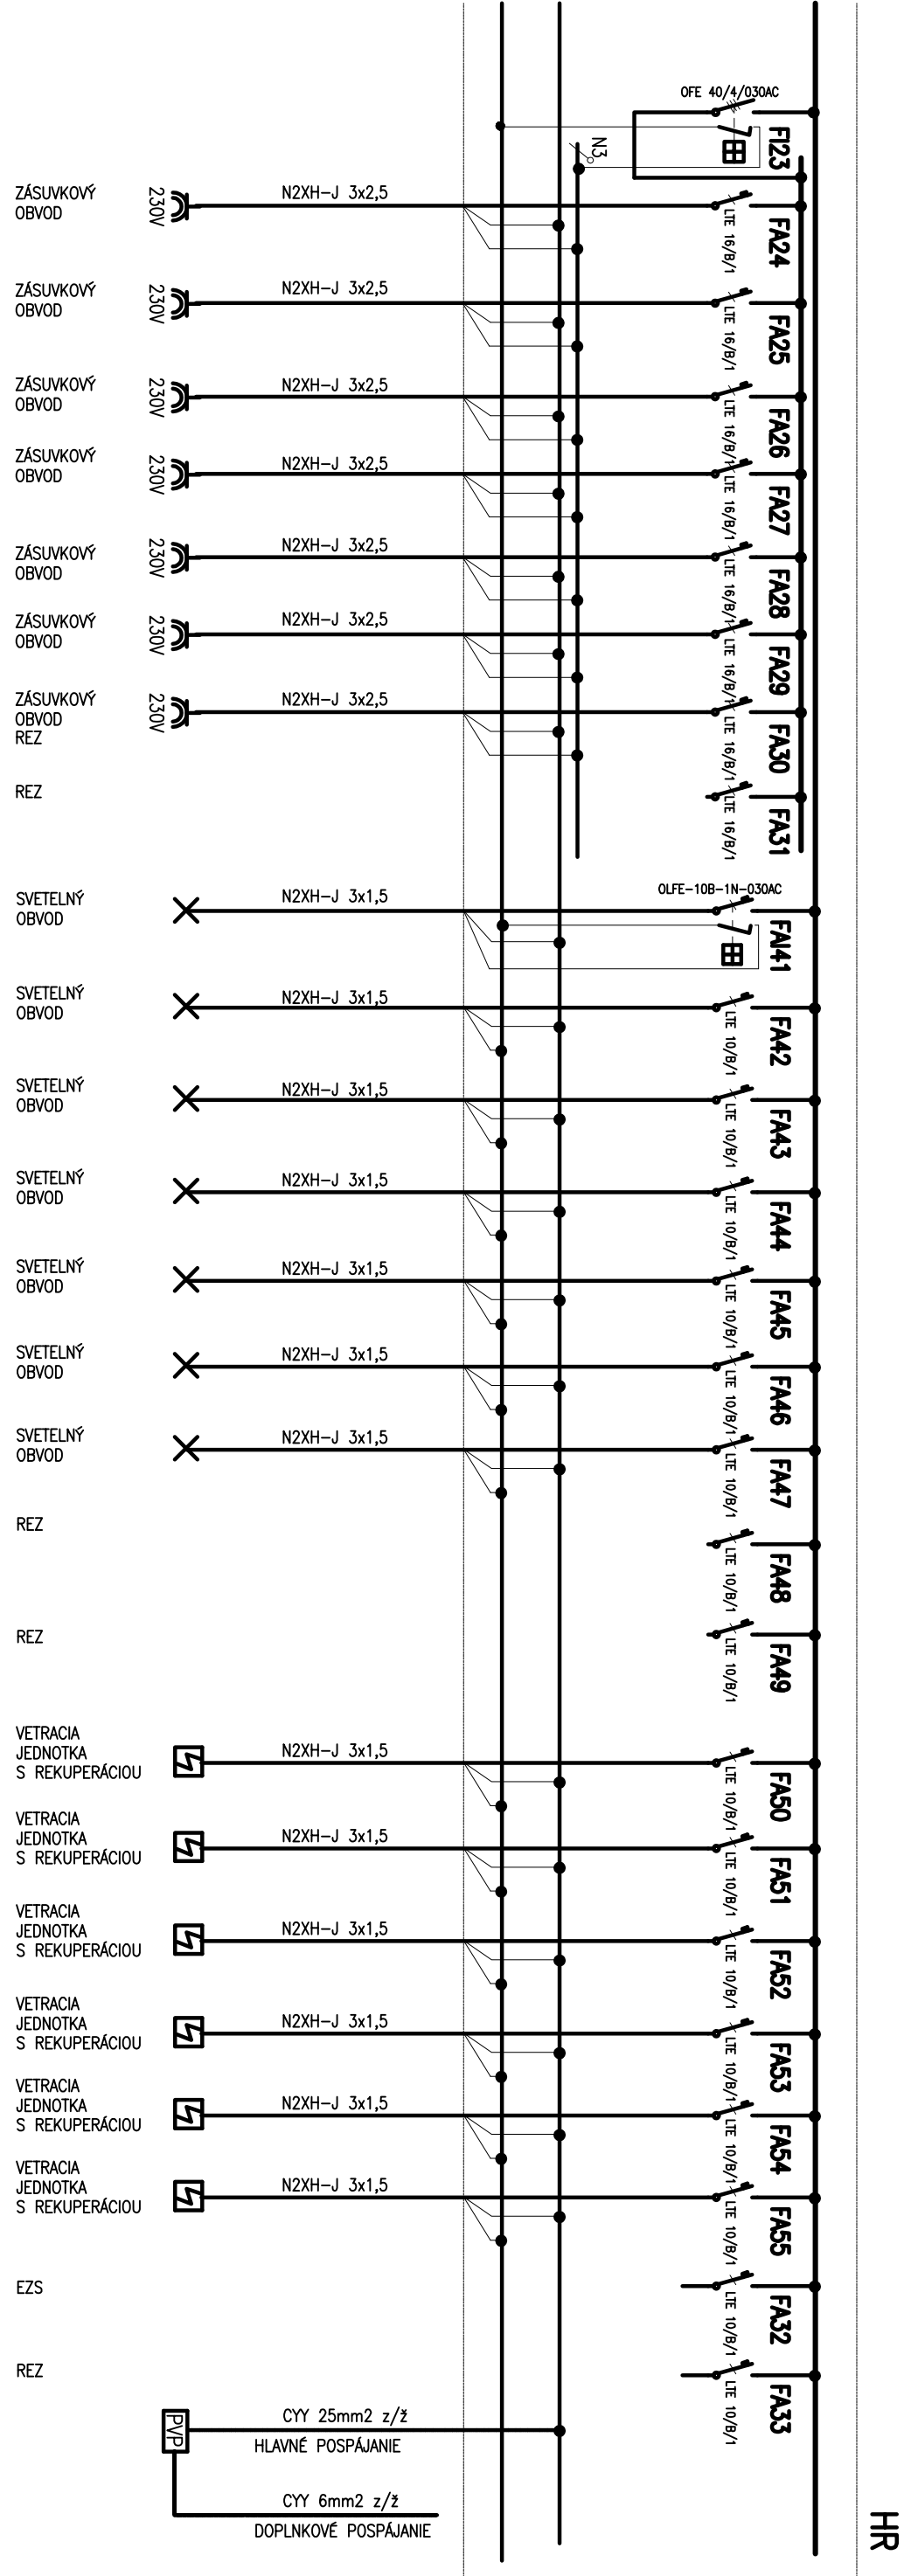 OFE 40/4/030AC
FI23
N3
ZÁSUVKOVÝ
OBVOD
230V
N2XH-J 3x2,5
LTE 16/B/1
FA24
ZÁSUVKOVÝ
OBVOD
230V
N2XH-J 3x2,5
LTE 16/B/1
FA25
ZÁSUVKOVÝ
OBVOD
230V
N2XH-J 3x2,5
LTE 16/B/1
FA26
ZÁSUVKOVÝ
OBVOD
230V
N2XH-J 3x2,5
LTE 16/B/1
FA27
ZÁSUVKOVÝ
OBVOD
230V
N2XH-J 3x2,5
LTE 16/B/1
FA28
ZÁSUVKOVÝ
OBVOD
230V
N2XH-J 3x2,5
LTE 16/B/1
FA29
ZÁSUVKOVÝ
OBVOD
REZ
230V
N2XH-J 3x2,5
LTE 16/B/1
FA30
REZ
LTE 16/B/1
FA31
SVETELNÝ
OBVOD
N2XH-J 3x1,5
OLFE-10B-1N-030AC
FAI41
SVETELNÝ
OBVOD
N2XH-J 3x1,5
LTE 10/B/1
FA42
SVETELNÝ
OBVOD
N2XH-J 3x1,5
LTE 10/B/1
FA43
SVETELNÝ
OBVOD
N2XH-J 3x1,5
LTE 10/B/1
FA44
SVETELNÝ
OBVOD
N2XH-J 3x1,5
LTE 10/B/1
FA45
SVETELNÝ
OBVOD
N2XH-J 3x1,5
LTE 10/B/1
FA46
SVETELNÝ
OBVOD
N2XH-J 3x1,5
LTE 10/B/1
FA47
REZ
LTE 10/B/1
FA48
REZ
LTE 10/B/1
FA49
VETRACIA
JEDNOTKA
S REKUPERÁCIOU
N2XH-J 3x1,5
LTE 10/B/1
FA50
VETRACIA
JEDNOTKA
S REKUPERÁCIOU
N2XH-J 3x1,5
LTE 10/B/1
FA51
VETRACIA
JEDNOTKA
S REKUPERÁCIOU
N2XH-J 3x1,5
LTE 10/B/1
FA52
VETRACIA
JEDNOTKA
S REKUPERÁCIOU
N2XH-J 3x1,5
LTE 10/B/1
FA53
VETRACIA
JEDNOTKA
S REKUPERÁCIOU
N2XH-J 3x1,5
LTE 10/B/1
FA54
VETRACIA
JEDNOTKA
S REKUPERÁCIOU
N2XH-J 3x1,5
LTE 10/B/1
FA55
EZS
LTE 10/B/1
FA32
REZ
LTE 10/B/1
FA33
PVP
CYY 25mm2 z/ž
HLAVNÉ POSPÁJANIE
CYY 6mm2 z/ž
DOPLNKOVÉ POSPÁJANIE
HR